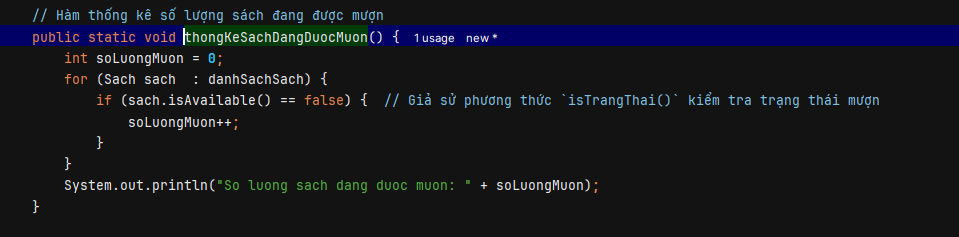 // Hàm thống kê số lượng sách đang được mượn
public static void thongKeSachDangDuocMuon() { 1 usage new *
int soLuongMuon = 0;
for (Sach sach : danhSachSach) {
if (sach.isAvailable() == false) { // Giả sử phương thức `isTrangThai()` kiểm tra trạng thái mượn
soLuongMuon++;
}
}
System.out.println("So luong sach dang duoc muon: " + soLuongMuon);
}